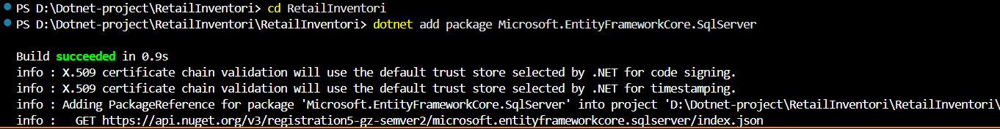 PS D:\Dotnet-project\RetailInventori> cd RetailInventori
PS D:\Dotnet-project\RetailInventori\RetailInventori> dotnet add package Microsoft.EntityFrameworkCore.SqlServer
Build succeeded in 0.9s
info : X.509 certificate chain validation will use the default trust store selected by .NET for code signing.
info : X.509 certificate chain validation will use the default trust store selected by .NET for timestamping.
info : Adding PackageReference for package 'Microsoft.EntityFrameworkCore.SqlServer' into project 'D:\Dotnet-project\RetailInventori\RetailInventori\
info :   GET https://api.nuget.org/v3/registration5-gz-semver2/microsoft.entityframeworkcore.sqlserver/index.json